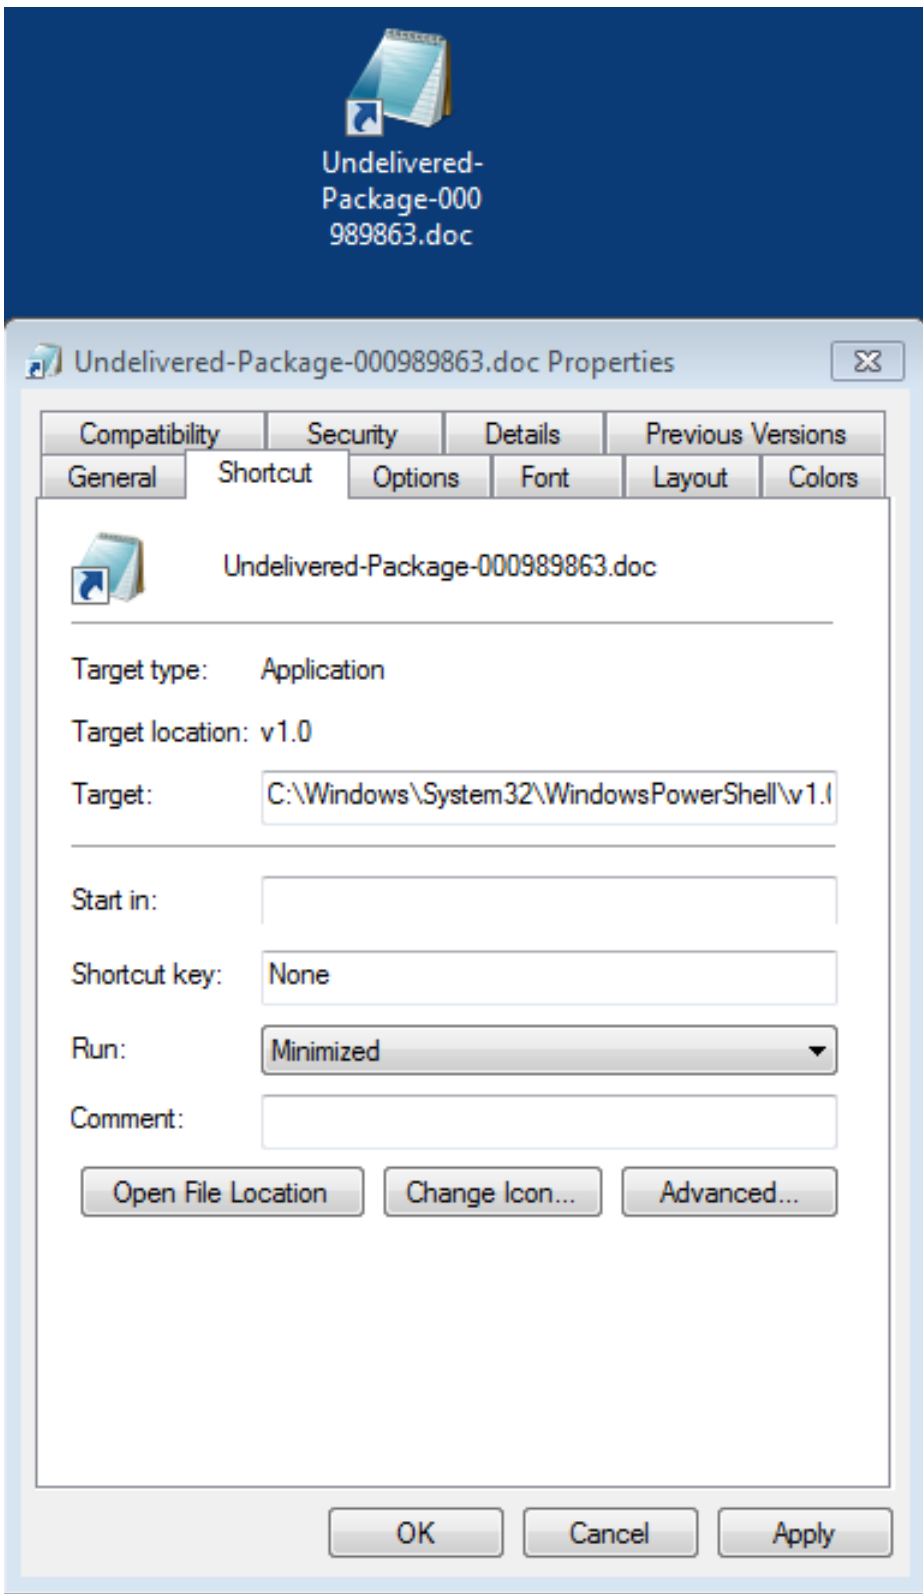 Undelivered-
Package-000
989863.doc
Undelivered-Package-000989863.doc Properties
Compatibility Security Details Previous Versions
General Shortcut Options Font Layout Colors
Undelivered-Package-000989863.doc
Target type: Application
Target location: v1.0
Target: C:\Windows\System32\WindowsPowerShell\v1.(
Start in:
Shortcut key: None
Run: Minimized
Comment:
Open File Location Change Icon... Advanced...
OK Cancel Apply